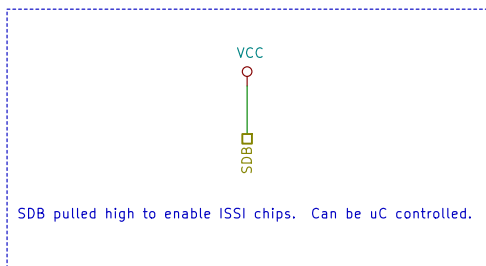 VCC
SDB
SDB pulled high to enable ISSI chips.  Can be uC controlled.